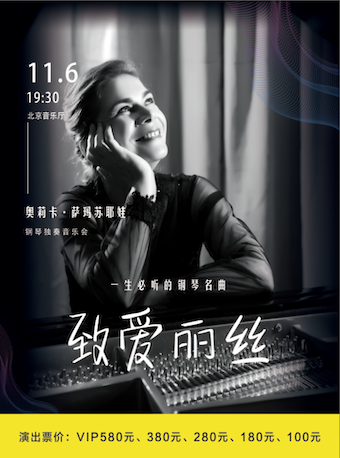 11.6
19:30
北京音乐厅
奥莉卡·萨玛苏耶娃
钢琴独奏音乐会
一生必听的钢琴名曲
致爱丽丝
演出票价：VIP580元、380元、280元、180元、100元